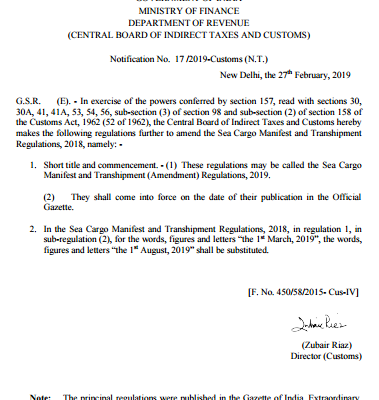 MINISTRY OF FINANCE
DEPARTMENT OF REVENUE
(CENTRAL BOARD OF INDIRECT TAXES AND CUSTOMS)
Notification No. 17 /2019-Customs (N.T.)
New Delhi, the 27th February, 2019
G.S.R. (E). - In exercise of the powers conferred by section 157, read with sections 30,
30A, 41, 41A, 53, 54, 56, sub-section (3) of section 98 and sub-section (2) of section 158 of
the Customs Act, 1962 (52 of 1962), the Central Board of Indirect Taxes and Customs hereby
makes the following regulations further to amend the Sea Cargo Manifest and Transhipment
Regulations, 2018, namely: -
1. Short title and commencement. - (1) These regulations may be called the Sea Cargo
Manifest and Transhipment (Amendment) Regulations, 2019.
(2) They shall come into force on the date of their publication in the Official
Gazette.
2. In the Sea Cargo Manifest and Transhipment Regulations, 2018, in regulation 1, in
sub-regulation (2), for the words, figures and letters “the 1st March, 2019”, the words,
figures and letters “the 1st August, 2019” shall be substituted.
[F. No. 450/58/2015- Cus-IV]
Zubair Riaz
(Zubair Riaz)
Director (Customs)
Note: The principal regulations were published in the Gazette of India, Extraordinary,